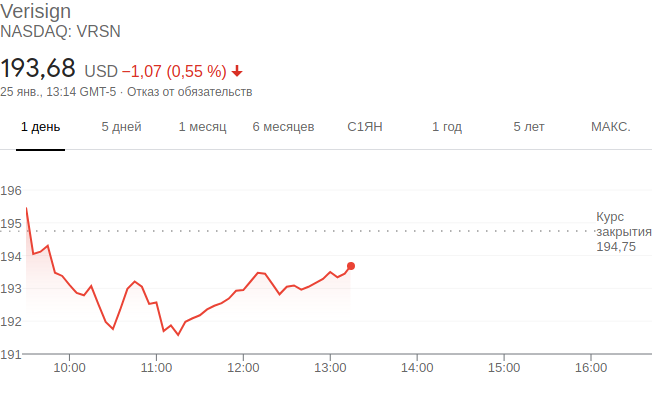 Verisign
NASDAQ: VRSN
193,68 USD −1,07 (0,55 %)
25 янв., 13:14 GMT-5 · Отказ от обязательств
1 день 5 дней 1 месяц 6 месяцев С1ЯН 1 год 5 лет МАКС.
196
195
194
193
192
191
Курс
закрытия
194,75
10:00 11:00 12:00 13:00 14:00 15:00 16:00